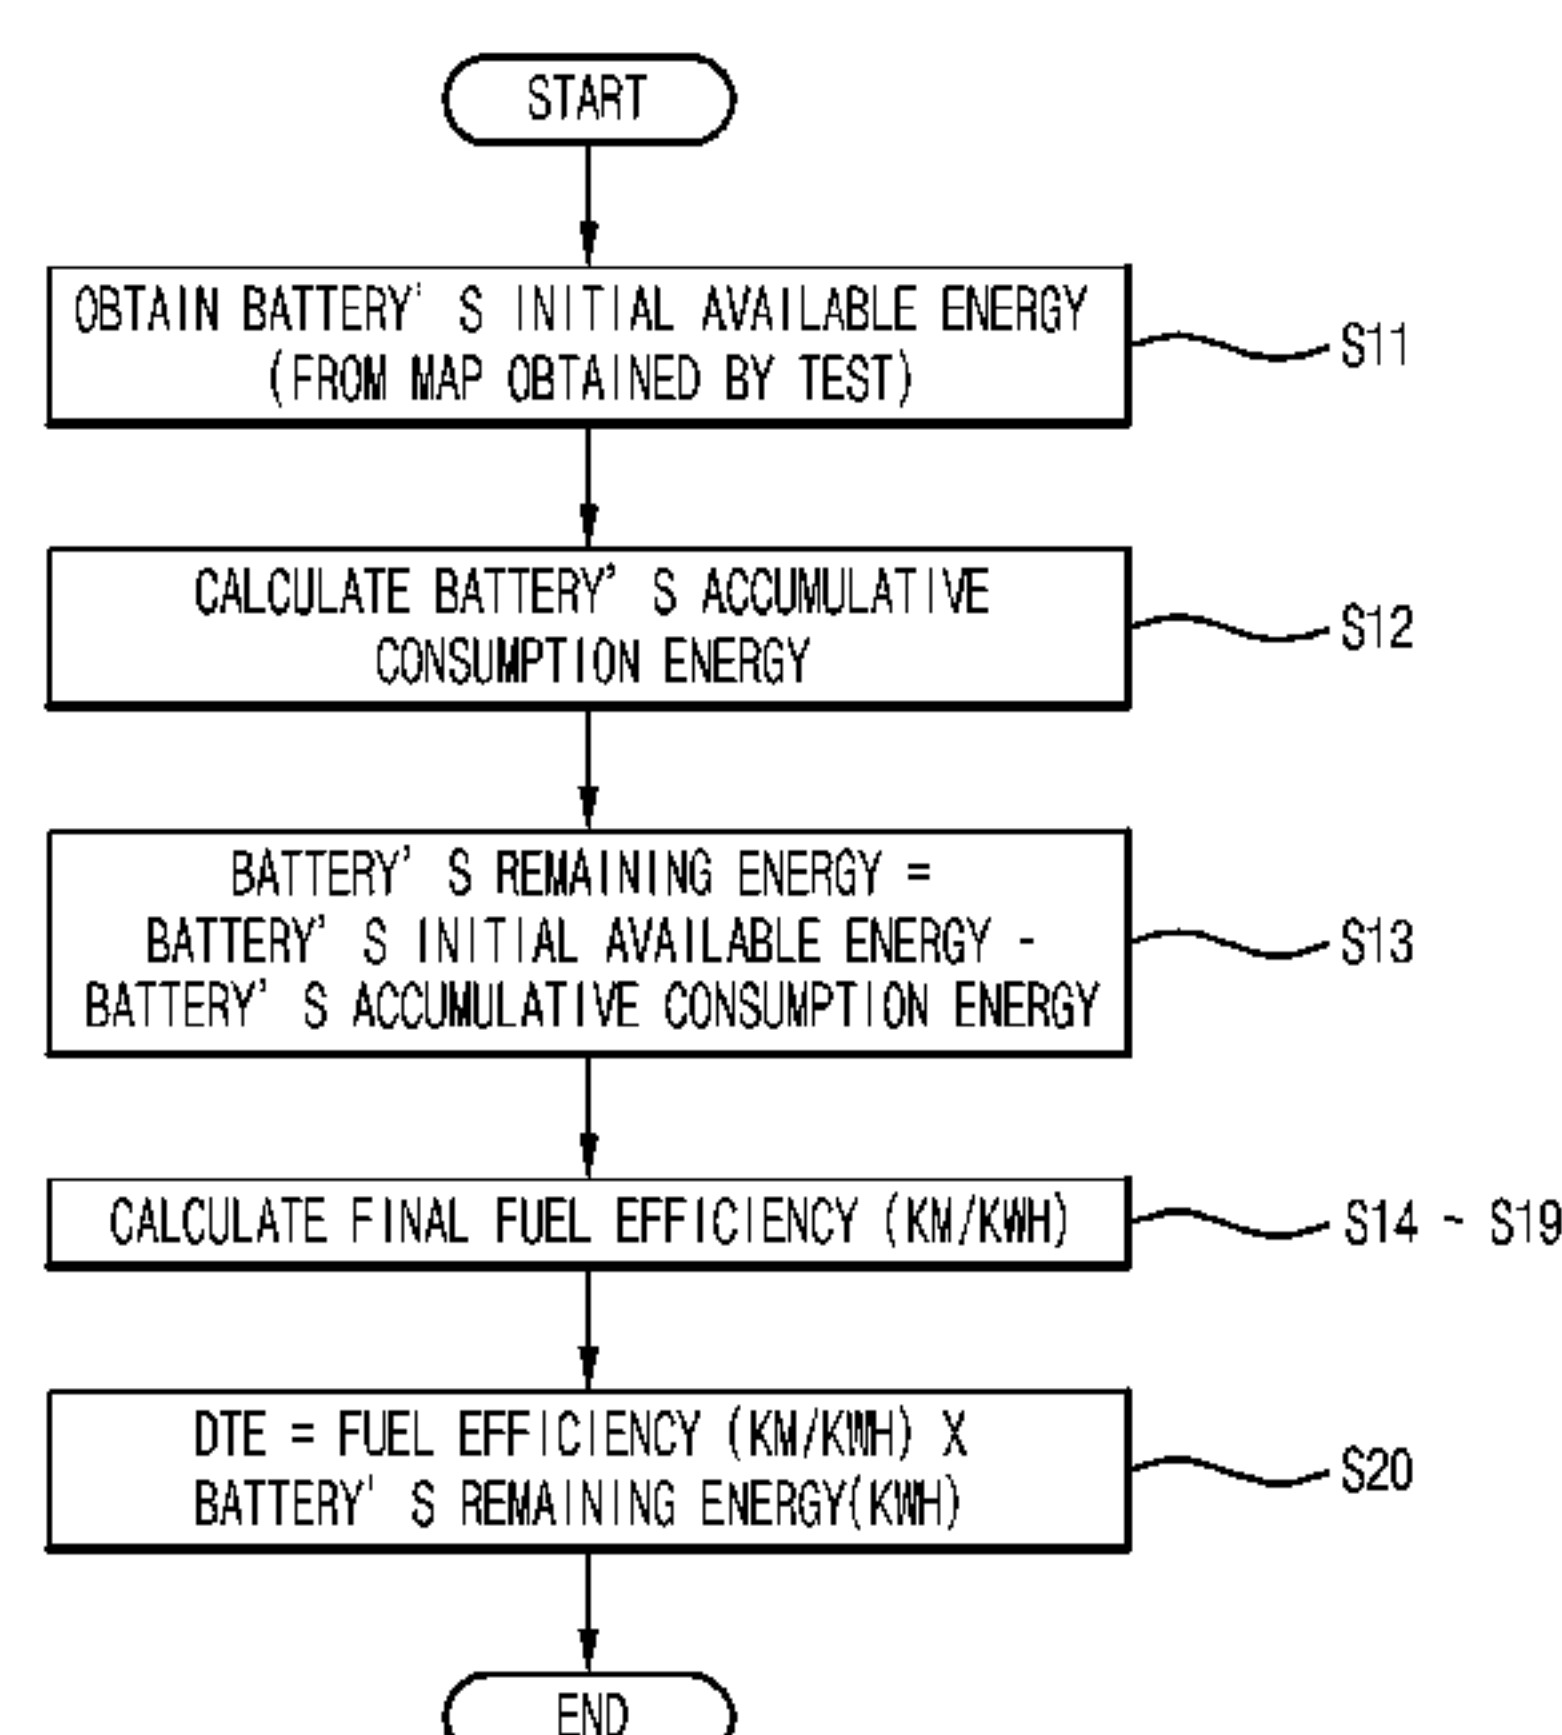 START
OBTAIN BATTERY' S INITIAL AVAILABLE ENERGY
(FROM MAP OBTAINED BY TEST)
S11
CALCULATE BATTERY' S ACCUMULATIVE
CONSUMPTION ENERGY
S12
BATTERY' S REMAINING ENERGY =
BATTERY' S INITIAL AVAILABLE ENERGY -
BATTERY' S ACCUMULATIVE CONSUMPTION ENERGY
S13
CALCULATE FINAL FUEL EFFICIENCY (KM/KWH)
S14 ~ S19
DTE = FUEL EFFICIENCY (KM/KWH) X
BATTERY' S REMAINING ENERGY(KWH)
S20
END